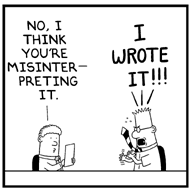 NO, I
THINK
YOU'RE
MISINTER-
PRETING
IT.
I
WROTE
IT!!!